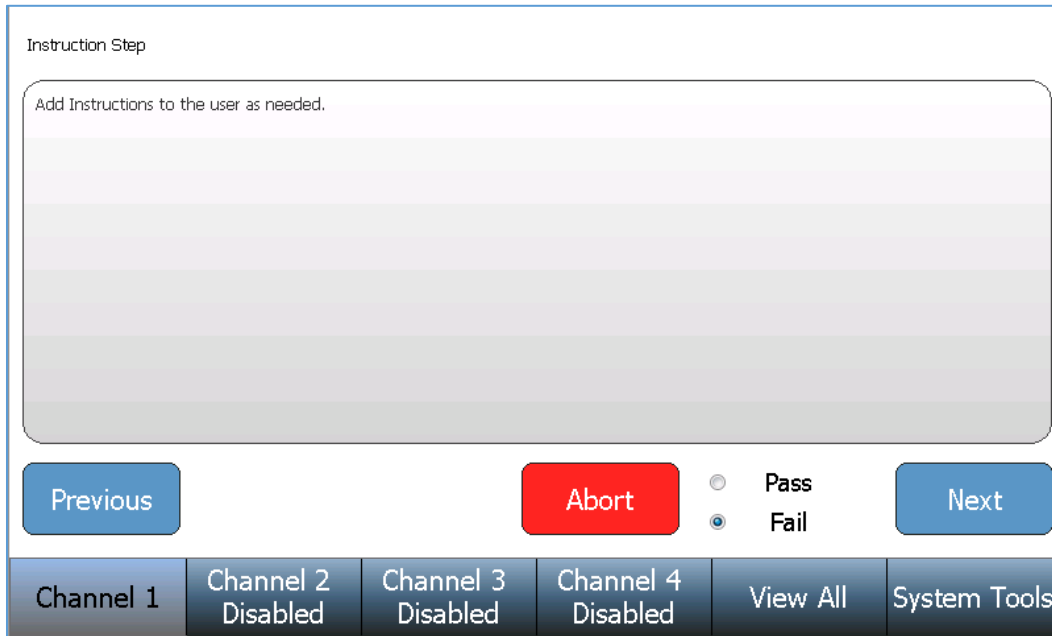 Instruction Step
Add Instructions to the user as needed.
Previous
Abort
Pass
Fail
Next
Channel 1
Channel 2
Disabled
Channel 3
Disabled
Channel 4
Disabled
View All
System Tools